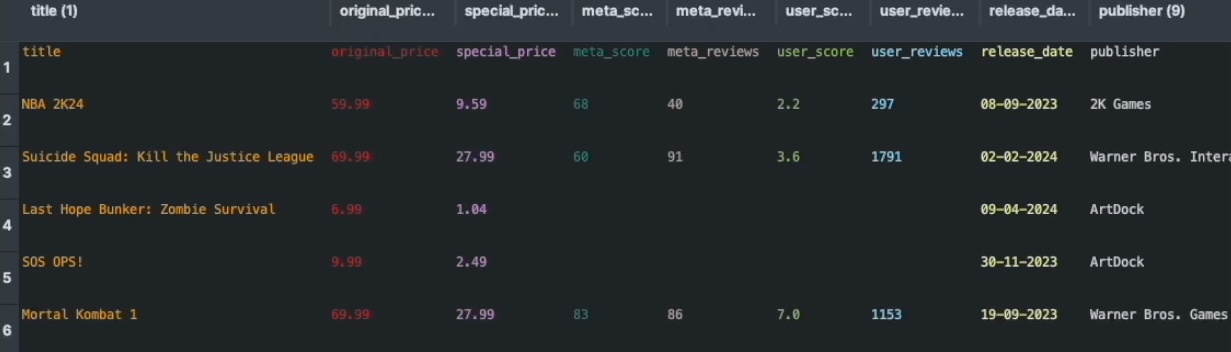 title (1) original_pric... special_pric... meta_sc... meta_revi... user_sc... user_revie... release_da... publisher (9)
1 title original_price special_price meta_score meta_reviews user_score user_reviews release_date publisher
2 NBA 2K24 59.99 9.59 68 40 2.2 297 08-09-2023 2K Games
3 Suicide Squad: Kill the Justice League 69.99 27.99 60 91 3.6 1791 02-02-2024 Warner Bros. Inter
4 Last Hope Bunker: Zombie Survival 6.99 1.04 09-04-2024 ArtDock
5 SOS OPS! 9.99 2.49 30-11-2023 ArtDock
6 Mortal Kombat 1 69.99 27.99 83 86 7.0 1153 19-09-2023 Warner Bros. Games